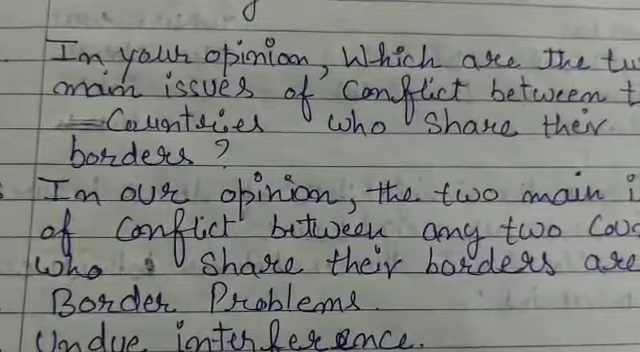 In your opinion, Which are the
main issues of Conflict between
Countries who share their
borders ?
In our opinion, the two main
of Conflict between any two
who share their borders are
Border Problems.
Undue interference.